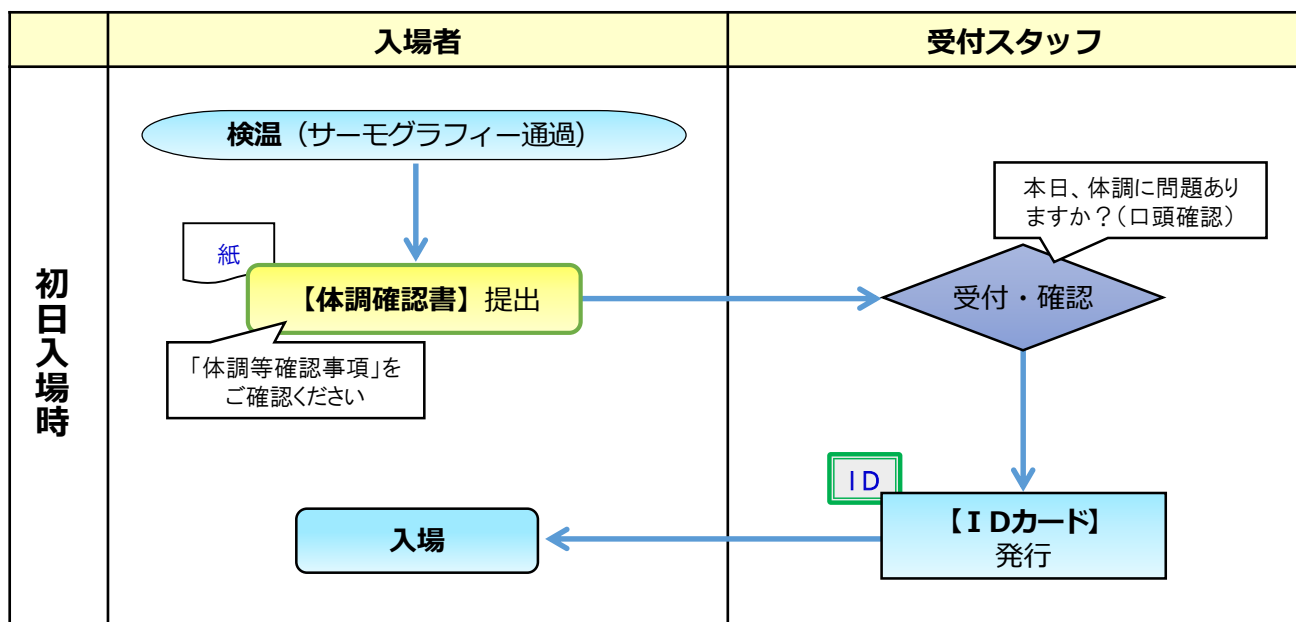 入場者
受付スタッフ
初日入場時
検温（サーモグラフィー通過）
紙
【体調確認書】提出
「体調等確認事項」を
ご確認ください
本日、体調に問題あり
ますか？（口頭確認）
受付・確認
ＩＤ
【ＩＤカード】
発行
入場